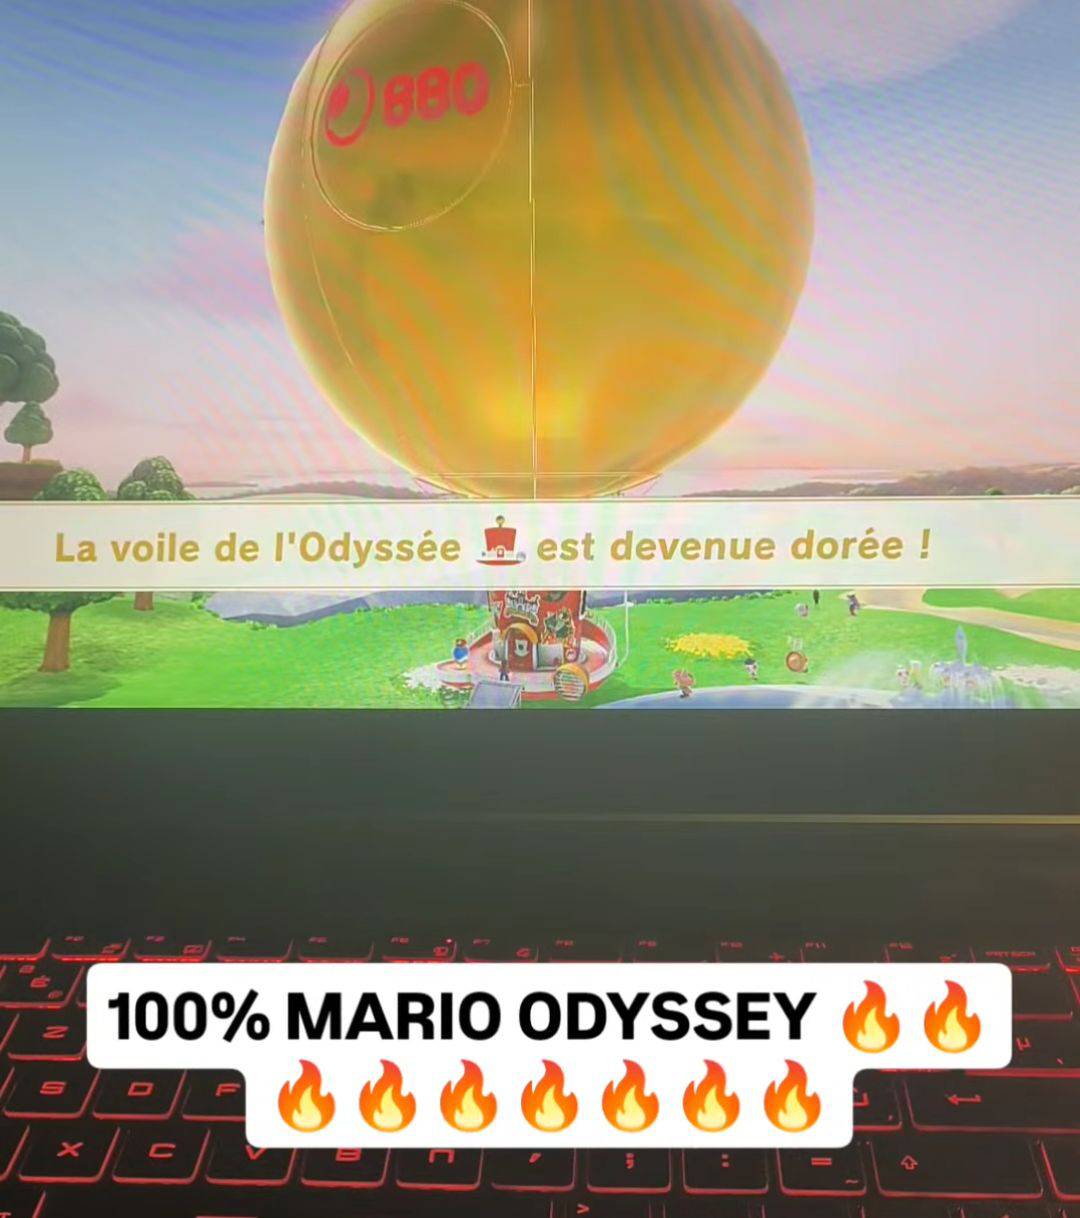 880
La voile de l'Odyssée est devenue dorée !
100% MARIO ODYSSEY 🔥🔥
🔥🔥🔥🔥🔥🔥🔥
Z
S D F
X C V B N , ; : =